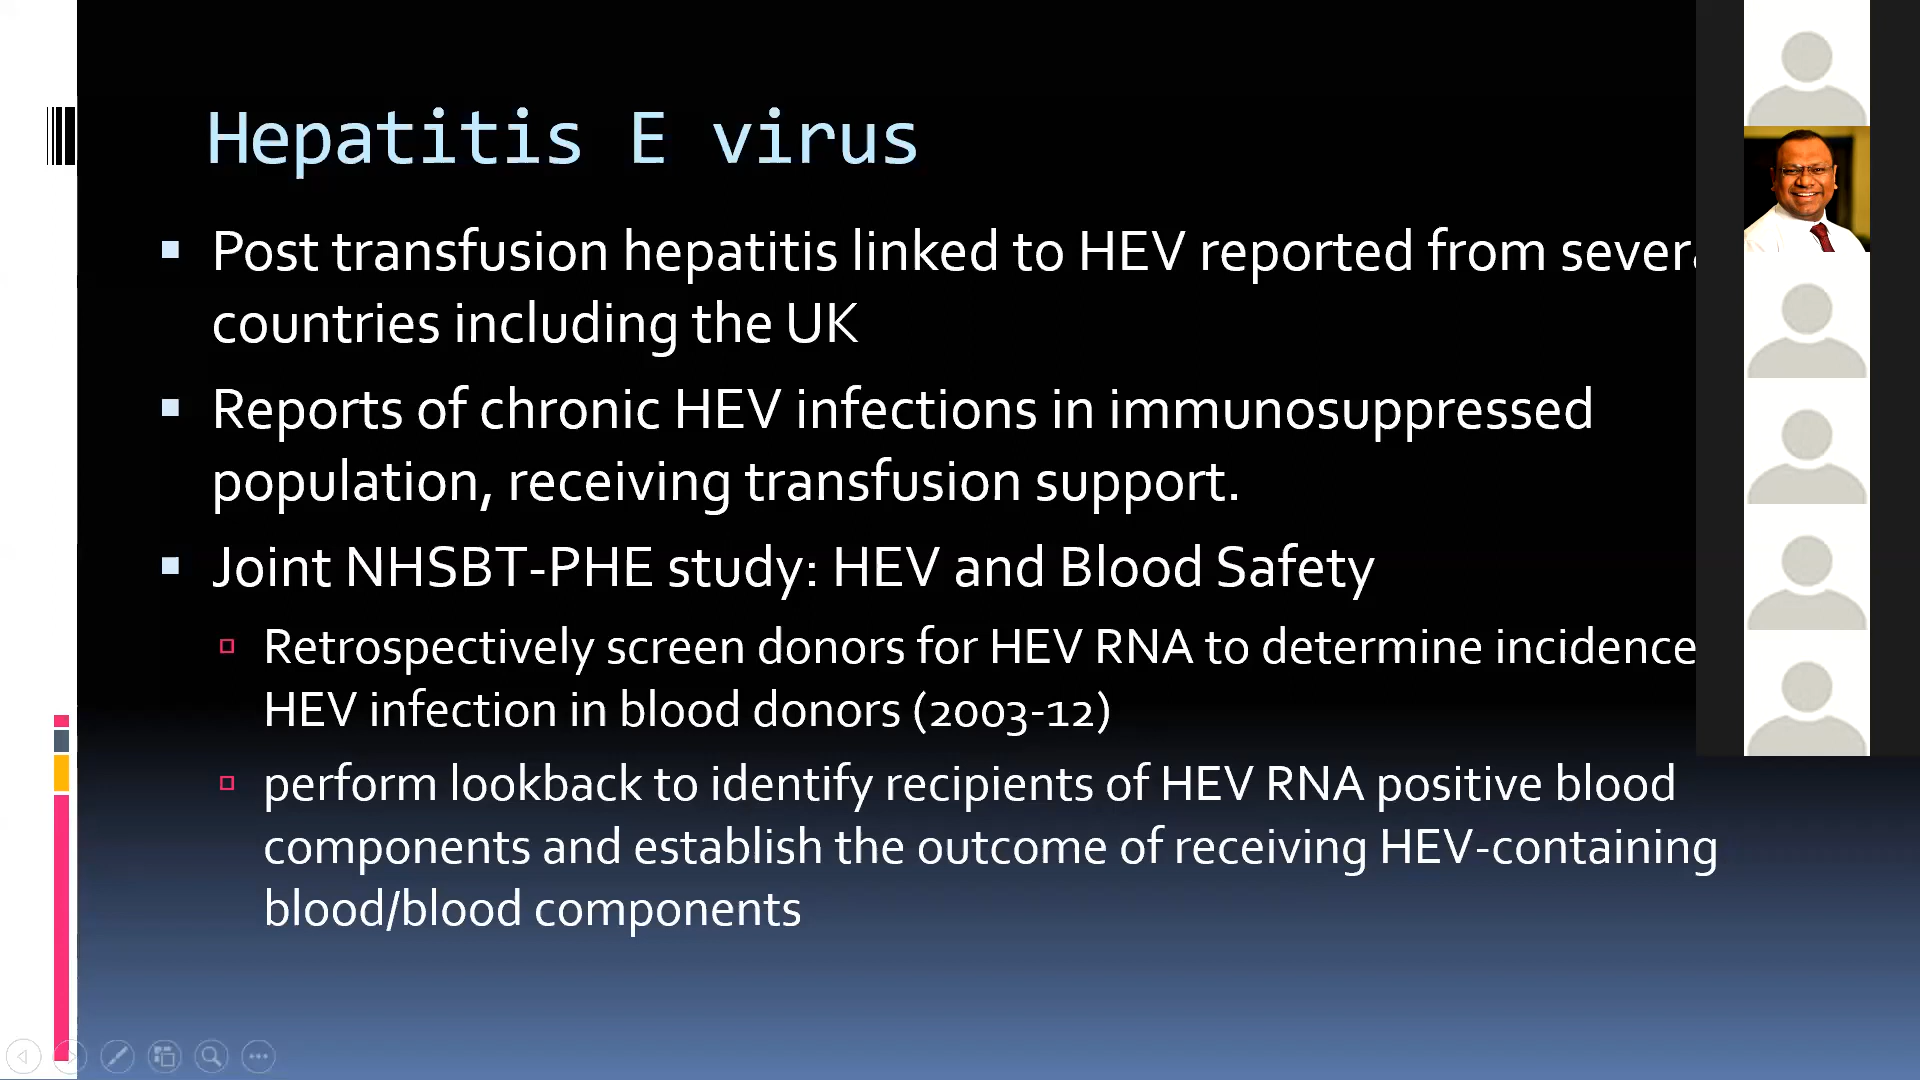 Hepatitis E virus
Post transfusion hepatitis linked to HEV reported from
countries including the UK
Reports of chronic HEV infections in immunosuppressed
population, receiving transfusion support.
Joint NHSBT-PHE study: HEV and Blood Safety
Retrospectively screen donors for HEV RNA to determine incidence
HEV infection in blood donors (2003-12)
perform lookback to identify recipients of HEV RNA positive blood
components and establish the outcome of receiving HEV-containing
blood/blood components